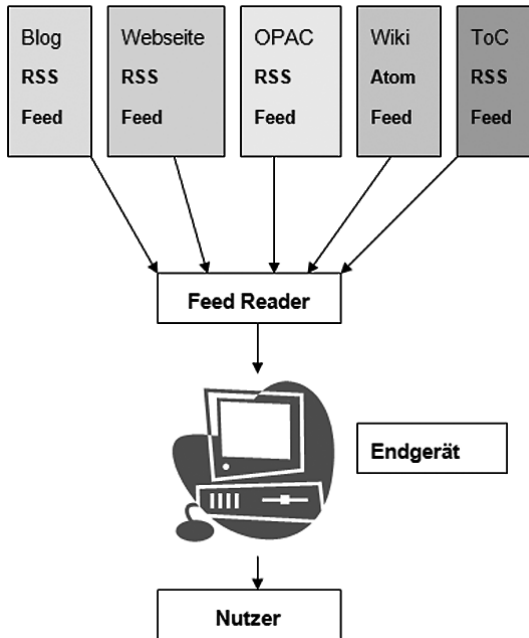 Blog
RSS
Feed
Webseite
RSS
Feed
OPAC
RSS
Feed
Wiki
Atom
Feed
ToC
RSS
Feed
Feed Reader
Endgerät
Nutzer